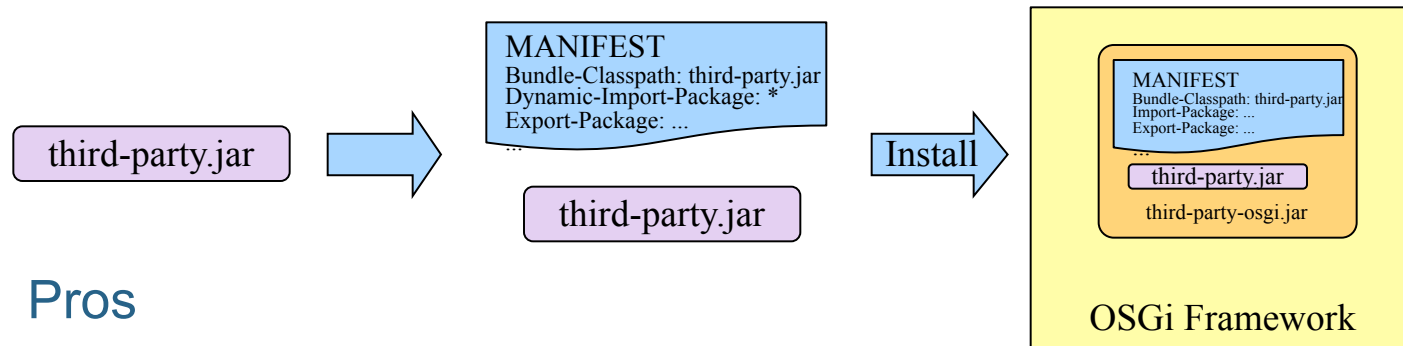 third-party.jar
MANIFEST
Bundle-Classpath: third-party.jar
Dynamic-Import-Package: *
Export-Package: ...
...
third-party.jar
Install
MANIFEST
Bundle-Classpath: third-party.jar
Import-Package: ...
Export-Package: ...
...
third-party.jar
third-party-osgi.jar
OSGi Framework
Pros